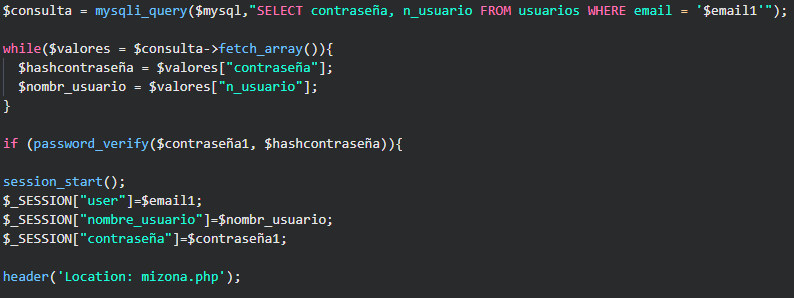 $consulta = mysqli_query($mysql,"SELECT contraseña, n_usuario FROM usuarios WHERE email = '$email1'");
while($valores = $consulta->fetch_array()){
$hashcontraseña = $valores["contraseña"];
$nombr_usuario = $valores["n_usuario"];
}
if (password_verify($contraseña1, $hashcontraseña)){
session_start();
$_SESSION["user"]=$email1;
$_SESSION["nombre_usuario"]=$nombr_usuario;
$_SESSION["contraseña"]=$contraseña1;
header('Location: mizona.php');